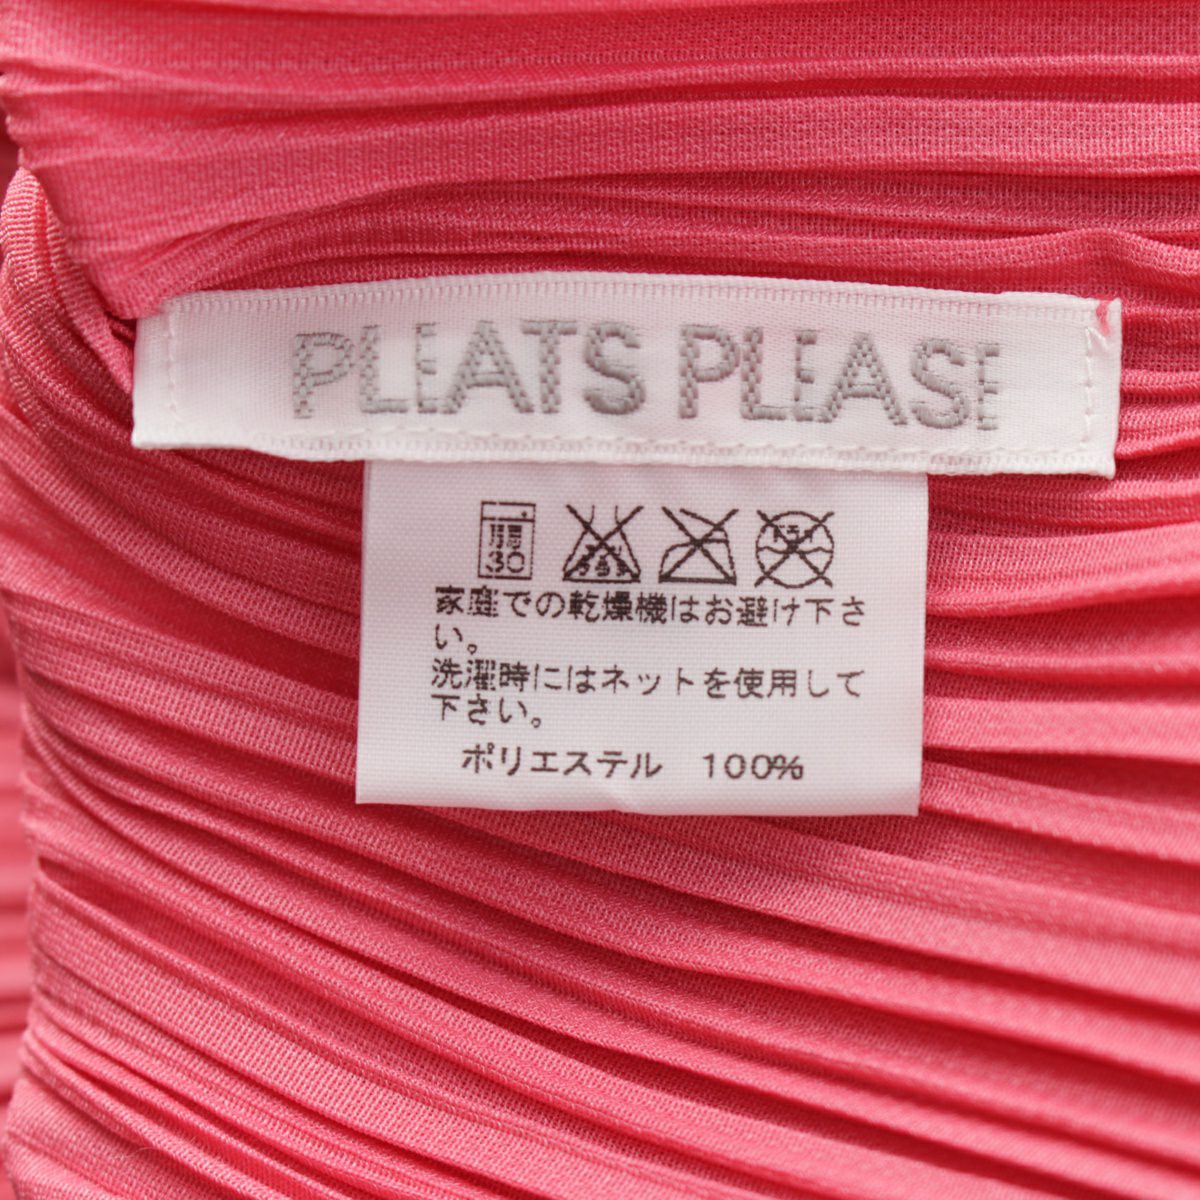 PLEATS PLEASE
弱
30
家庭での乾燥機はお避け下さ
い。
洗濯時にはネットを使用して
下さい。
ポリエステル 100%